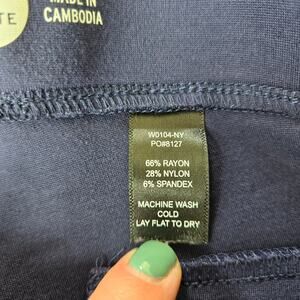 TE
MADE IN
CAMBODIA
W0104-NY
PO#8127
66% RAYON
28% NYLON
6% SPANDEX
MACHINE WASH
COLD
LAY FLAT TO DRY